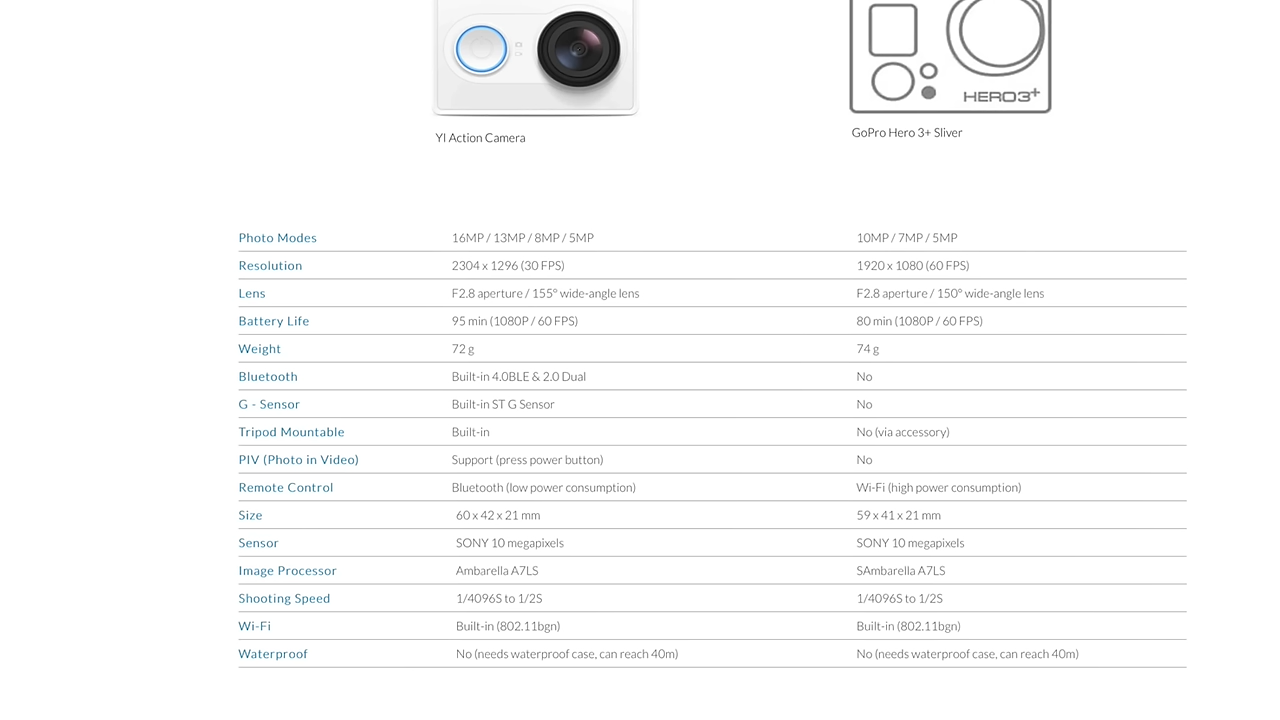 HERO3+
YI Action Camera
GoPro Hero 3+ Sliver
Photo Modes 16MP / 13MP / 8MP / 5MP 10MP / 7MP / 5MP
Resolution 2304 x 1296 (30 FPS) 1920 x 1080 (60 FPS)
Lens F2.8 aperture / 155° wide-angle lens F2.8 aperture / 150° wide-angle lens
Battery Life 95 min (1080P / 60 FPS) 80 min (1080P / 60 FPS)
Weight 72 g 74 g
Bluetooth Built-in 4.0BLE & 2.0 Dual No
G - Sensor Built-in ST G Sensor No
Tripod Mountable Built-in No (via accessory)
PIV (Photo in Video) Support (press power button) No
Remote Control Bluetooth (low power consumption) Wi-Fi (high power consumption)
Size 60 x 42 x 21 mm 59 x 41 x 21 mm
Sensor SONY 10 megapixels SONY 10 megapixels
Image Processor Ambarella A7LS SAmbarella A7LS
Shooting Speed 1/4096S to 1/2S 1/4096S to 1/2S
Wi-Fi Built-in (802.11bgn) Built-in (802.11bgn)
Waterproof No (needs waterproof case, can reach 40m) No (needs waterproof case, can reach 40m)